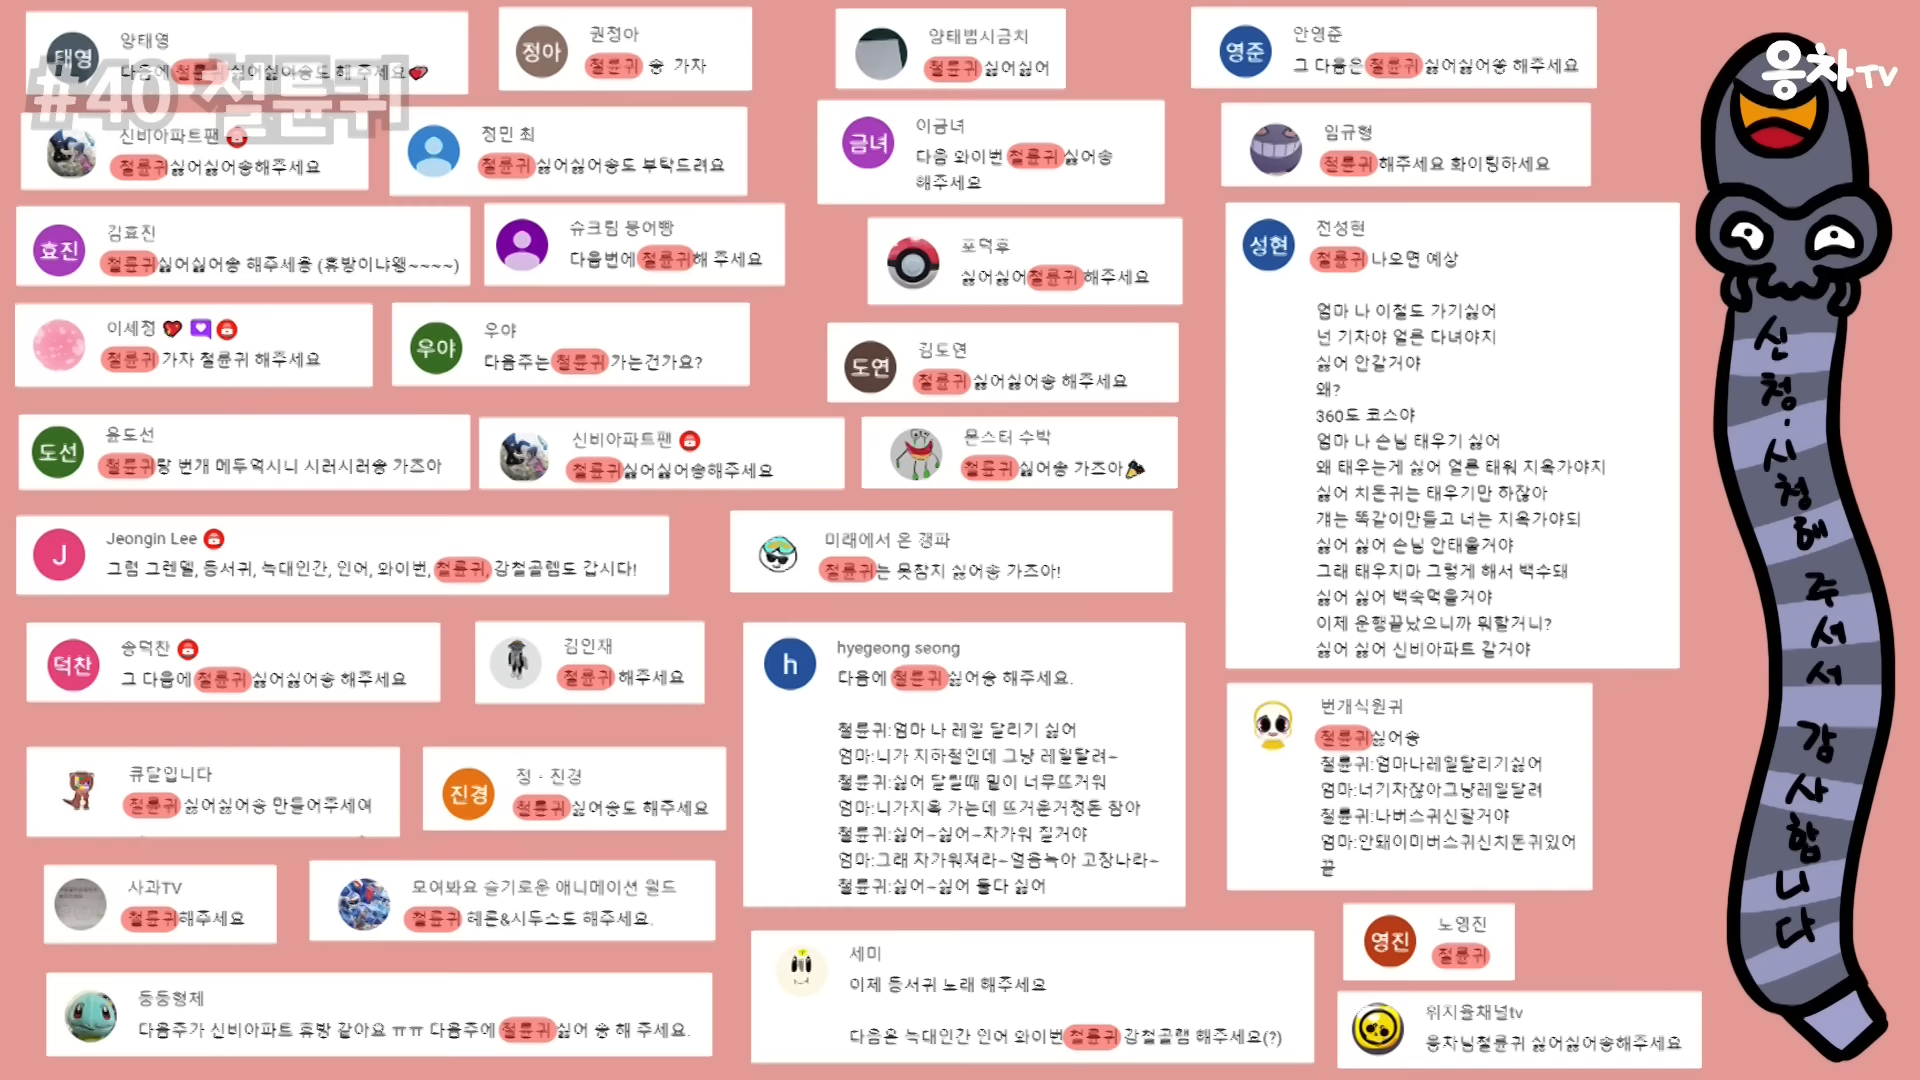 #40 철륜귀
응차TV
태영
양태영
다음에 철륜귀 싫어싫어송도 해 주세요
정아
권정아
철륜귀 송 가자
양태범시금치
철륜귀 싫어싫어
영준
안영준
그 다음은 철륜귀 싫어싫어송 해주세요
신비아파트팬
철륜귀싫어싫어송해주세요
정민 최
철륜귀싫어싫어송도 부탁드려요
금녀
이금녀
다음 와이번 철륜귀싫어송
해주세요
임규형
철륜귀해주세요 화이팅하세요
효진
김효진
철륜귀싫어싫어송 해주세용 (휴방이냐왱~~~~)
슈크림 붕어빵
다음번에 철륜귀해 주세요
포덕후
싫어싫어 철륜귀 해주세요
성현
전성현
철륜귀 나오면 예상
엄마 나 이철도 가기싫어
넌 기차야 얼른 다녀야지
싫어 안갈거야
왜?
360도 코스야
엄마 나 손님 태우기 싫어
왜 태우는게 싫어 얼른 태워 지옥가야지
싫어 치돈귀는 태우기만 하잖아
걔는 똑같이만들고 너는 지옥가야되
싫어 싫어 손님 안태울거야
그래 태우지마 그렇게 해서 백수돼
싫어 싫어 백숙먹을거야
이제 운행끝났으니까 뭐할거니?
싫어 싫어 신비아파트 갈거야
이세정
철륜귀 가자 철륜귀 해주세요
우야
우야
다음주는 철륜귀 가는건가요?
도연
김도연
철륜귀 싫어싫어송 해주세요
도선
윤도선
철륜귀랑 번개 메두역시니 시러시러송 가즈아
신비아파트팬
철륜귀싫어싫어송해주세요
몬스터 수박
철륜귀싫어송 가즈아
J
Jeongin Lee
그럼 그렌델, 등서귀, 늑대인간, 인어, 와이번, 철륜귀, 강철골렘도 갑시다!
미래에서 온 갱파
철륜귀는 못참지 싫어송 가즈아!
덕찬
송덕찬
그 다음에 철륜귀싫어싫어송 해주세요
김인재
철륜귀 해주세요
h
hyegeong seong
다음에 철륜귀싫어송 해주세요.
철륜귀:엄마 나 레일 달리기 싫어
엄마:니가 지하철인데 그냥 레일달려~
철륜귀:싫어 달릴때 밑이 너무뜨거워
엄마:니가지옥 가는데 뜨거운거정돈 참아
철륜귀:싫어~싫어~차가워 질거야
엄마:그래 차가워져라~얼음녹아 고장나라~
철륜귀:싫어~싫어 둘다 싫어
번개식원귀
철륜귀싫어송
철륜귀:엄마나레일달리기싫어
엄마:너기차잖아그냥레일달려
철륜귀:나버스귀신할거야
엄마:안돼이미버스귀신치돈귀있어
끝
큐달입니다
철륜귀 싫어싫어송 만들어주세여
진경
정 - 진경
철륜귀싫여송도 해주세요
사과TV
철륜귀해주세요
모여봐요 슬기로운 애니메이션 월드
철륜귀 헤론&시두스도 해주세요.
영진
노영진
철륜귀
세미
이제 등서귀 노래 해주세요
다음은 늑대인간 인어 와이번 철륜귀 강철골램 해주세요(?)
둥둥형제
다음주가 신비아파트 휴방 같아요 ㅠㅠ 다음주에 철륜귀싫어 송 해 주세요.
위지율채널tv
응차님철륜귀 싫어싫어송해주세요
신청·시청해 주셔서 감사합니다